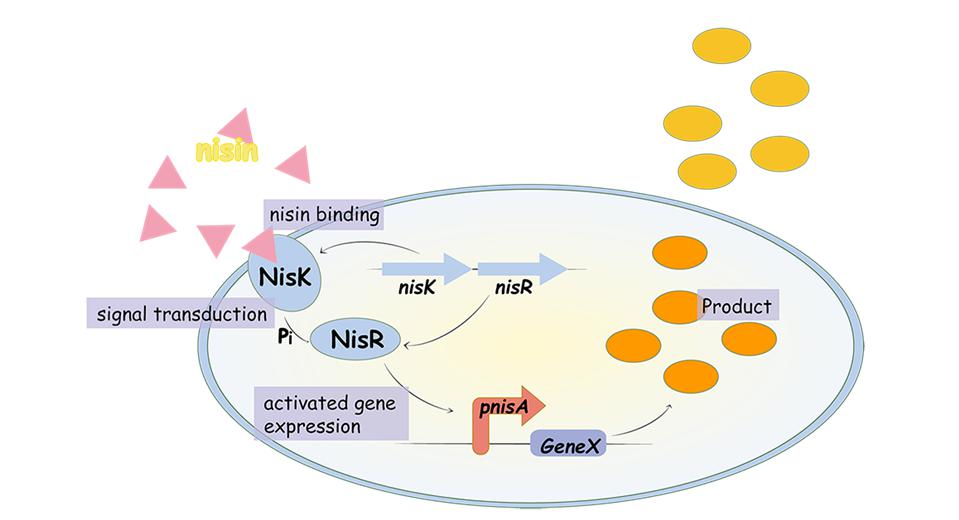 nisin
nisin binding
NisK
nisK
nisR
signal transduction
Pi
NisR
Product
activated gene
expression
pnisA
GeneX